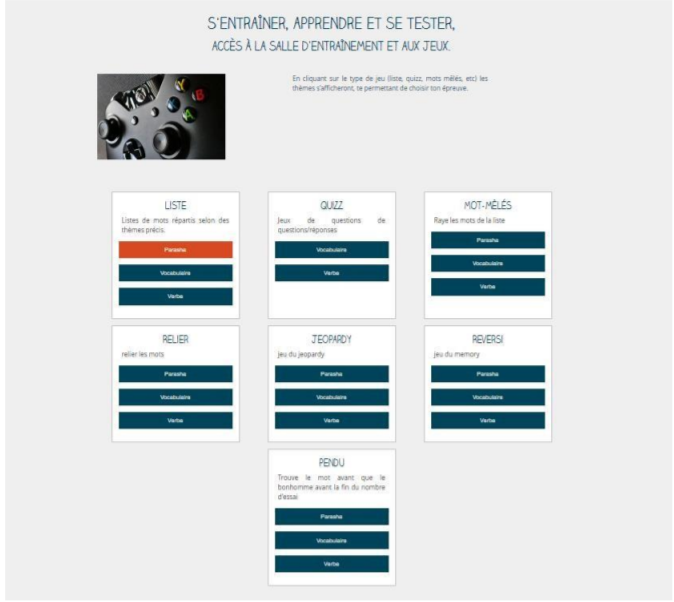 S'ENTRAÎNER, APPRENDRE ET SE TESTER,
ACCÈS À LA SALLE D'ENTRAÎNEMENT ET AUX JEUX.
En cliquant sur le type de jeu (liste, quizz, mots mêlés, etc) les
thèmes s'afficheront, te permettant de choisir ton épreuve.
Y
B
X
A
LISTE
Listes de mots répartis selon des
thèmes précis.
Parasha
Vocabulaire
Verbe
QUIZZ
Jeux de questions de
questions/réponses
Vocabulaire
Verbe
MOT-MÊLÉS
Raye les mots de la liste
Parasha
Vocabulaire
Verbe
RELIER
relier les mots
Parasha
Vocabulaire
Verbe
JEOPARDY
jeu du jeopardy
Parasha
Vocabulaire
Verbe
REVERSI
jeu du memory
Parasha
Vocabulaire
Verbe
PENDU
Trouve le mot avant que le
bonhomme avant la fin du nombre
d'essai
Parasha
Vocabulaire
Verbe